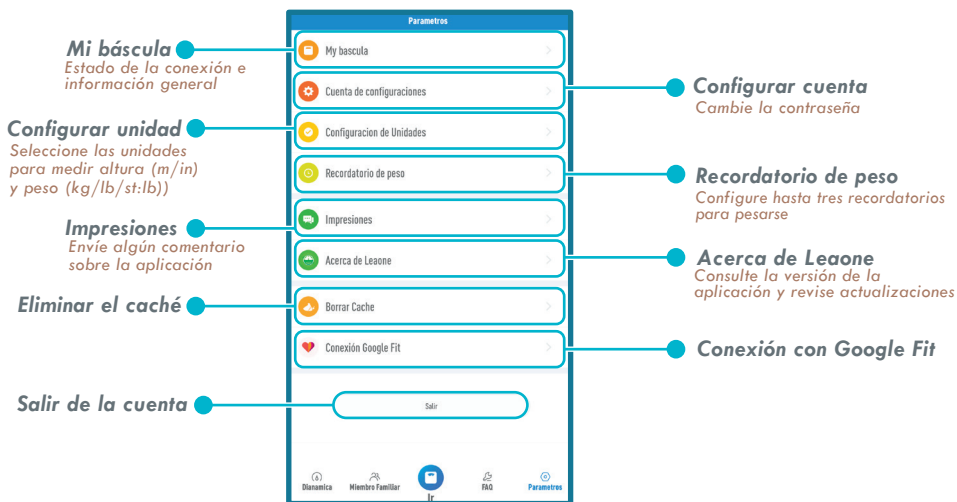 Parametros
My bascula
Cuenta de configuraciones
Configuracion de Unidades
Recordatorio de peso
Impresiones
Acerca de Leaone
Borrar Cache
Conexión Google Fit
Salir
Dianamica
Miembro Familiar
Ir
FAQ
Parametros
Mi báscula
Estado de la conexión e
información general
Configurar unidad
Seleccione las unidades
para medir altura (m/in)
y peso (kg/lb/st:lb))
Impresiones
Envíe algún comentario
sobre la aplicación
Eliminar el caché
Salir de la cuenta
Configurar cuenta
Cambie la contraseña
Recordatorio de peso
Configure hasta tres recordatorios
para pesarse
Acerca de Leaone
Consulte la versión de la
aplicación y revise actualizaciones
Conexión con Google Fit